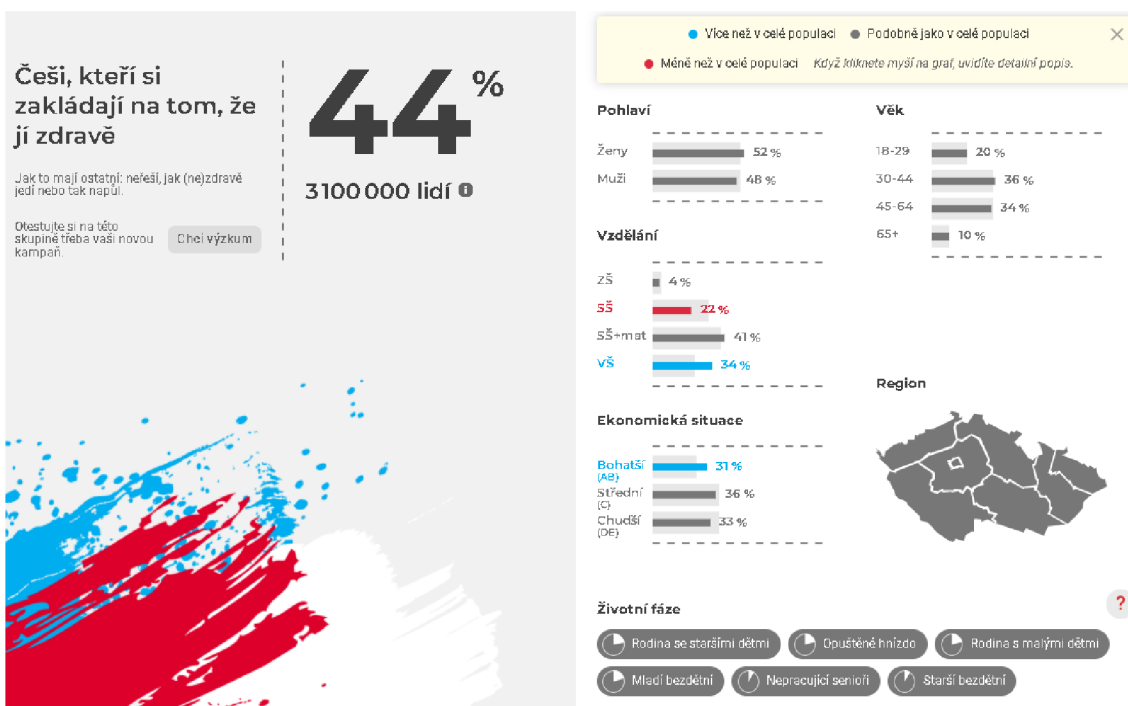 Češi, kteří si
zakládají na tom, že
jí zdravě
Jak to mají ostatní: neřeší, jak (ne)zdravě
jedí nebo tak napůl.
Otestujte si na této
skupině třeba vaši novou
kampaň.
Chci výzkum
44 %
3 100 000 lidí
Více než v celé populaci
Podobně jako v celé populaci
Méně než v celé populaci
Když kliknete myší na graf, uvidíte detailní popis.
Pohlaví
Ženy 52 %
Muži 48 %
Věk
18-29 20 %
30-44 36 %
45-64 34 %
65+ 10 %
Vzdělání
ZŠ 4 %
SŠ 22 %
SŠ+mat 41 %
VŠ 34 %
Ekonomická situace
Bohatší 31 %
(AB)
Střední 36 %
(C)
Chudší 33 %
(DE)
Region
Životní fáze
?
Rodina se staršími dětmi
Opuštěné hnízdo
Rodina s malými dětmi
Mladí bezdětní
Nepracující senioři
Starší bezdětní